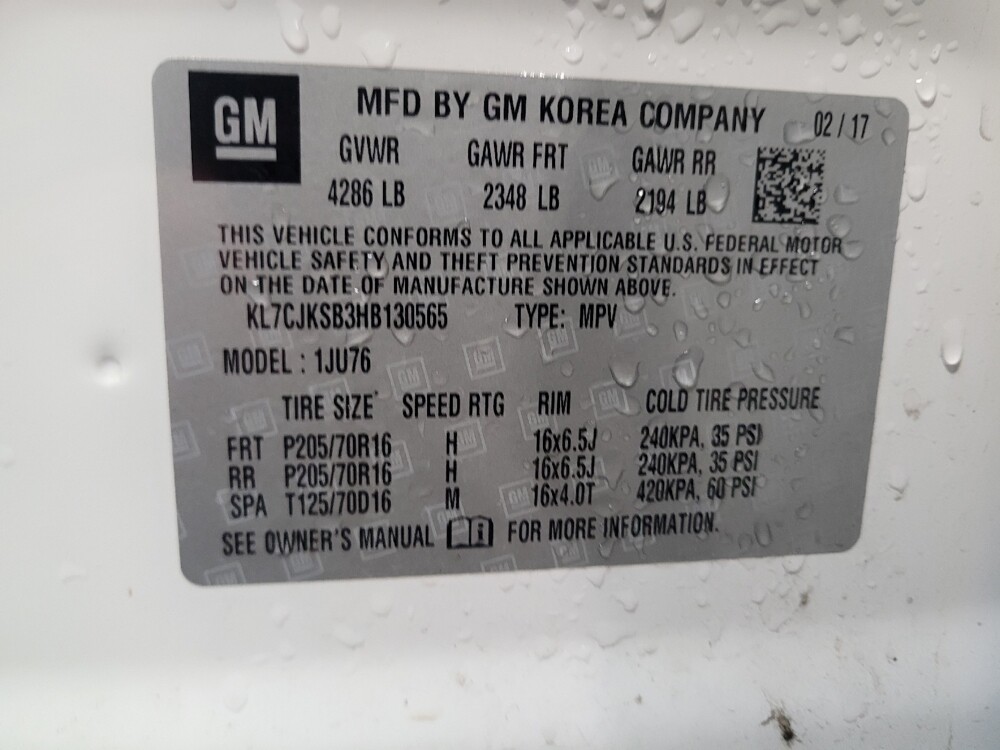 GM
MFD BY GM KOREA COMPANY 02 / 17
GVWR GAWR FRT GAWR RR
4286 LB 2348 LB 2194 LB
THIS VEHICLE CONFORMS TO ALL APPLICABLE U.S. FEDERAL MOTOR
VEHICLE SAFETY AND THEFT PREVENTION STANDARDS IN EFFECT
ON THE DATE OF MANUFACTURE SHOWN ABOVE.
KL7CJKSB3HB130565 TYPE: MPV
MODEL : 1JU76
TIRE SIZE SPEED RTG RIM COLD TIRE PRESSURE
FRT P205/70R16 H 16x6.5J 240KPA, 35 PSI
RR P205/70R16 H 16x6.5J 240KPA, 35 PSI
SPA T125/70D16 M 16x4.0T 420KPA, 60 PSI
SEE OWNER'S MANUAL i FOR MORE INFORMATION.